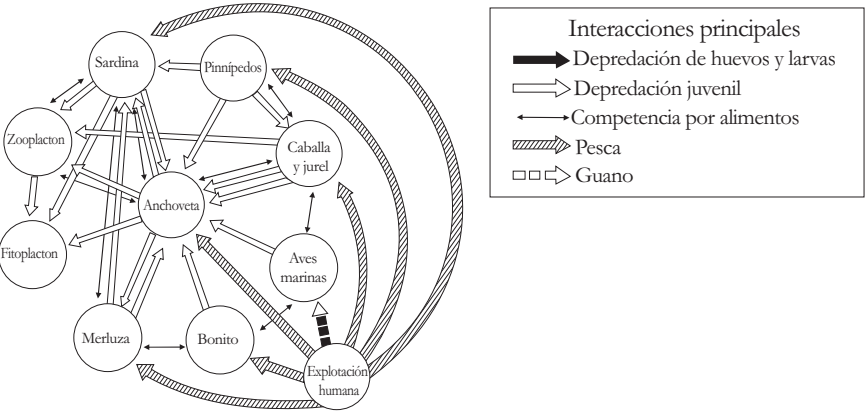 Sardina
Pinnípedos
Zooplacton
Caballa
y jurel
Anchoveta
Fitoplacton
Aves
marinas
Merluza
Bonito
Explotación
humana
Interacciones principales
Depredación de huevos y larvas
Depredación juvenil
Competencia por alimentos
Pesca
Guano